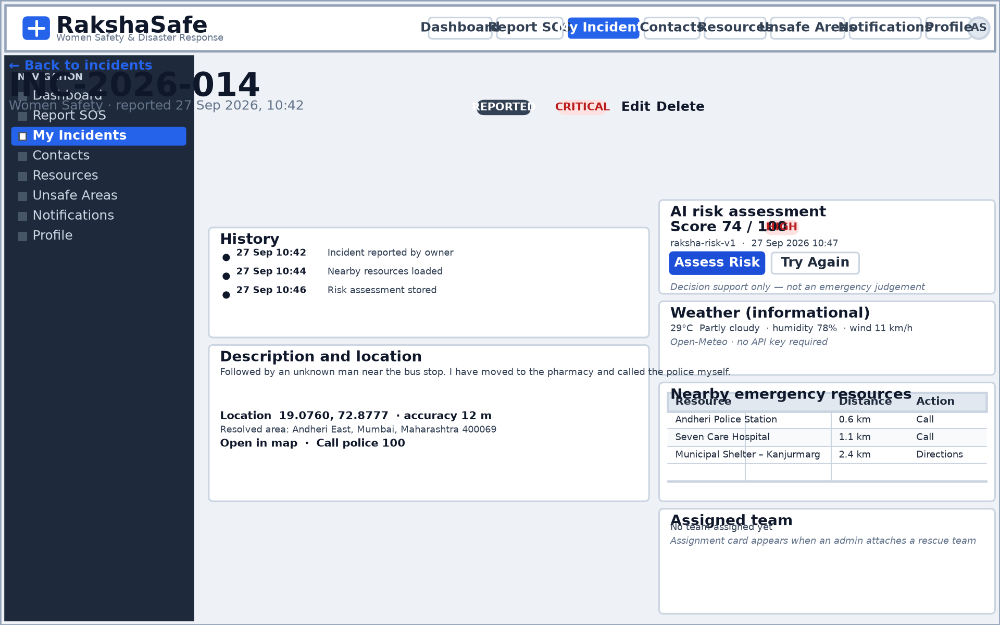 RakshaSafe
Women Safety & Disaster Response
Dashboard
Report SOS
My Incidents
Contacts
Resources
Unsafe Areas
Notifications
Profile
AS
← Back to incidents
NAVIGATION
INC-2026-014
Women Safety · reported 27 Sep 2026, 10:42
REPORTED
CRITICAL
Edit
Delete
Dashboard
Report SOS
My Incidents
Contacts
Resources
Unsafe Areas
Notifications
Profile
History
27 Sep 10:42 Incident reported by owner
27 Sep 10:44 Nearby resources loaded
27 Sep 10:46 Risk assessment stored
Description and location
Followed by an unknown man near the bus stop. I have moved to the pharmacy and called the police myself.
Location 19.0760, 72.8777 · accuracy 12 m
Resolved area: Andheri East, Mumbai, Maharashtra 400069
Open in map · Call police 100
AI risk assessment
Score 74 / 100 HIGH
raksha-risk-v1 · 27 Sep 2026 10:47
Assess Risk
Try Again
Decision support only — not an emergency judgement
Weather (informational)
29°C Partly cloudy · humidity 78% · wind 11 km/h
Open-Meteo · no API key required
Nearby emergency resources
Resource Distance Action
Andheri Police Station 0.6 km Call
Seven Care Hospital 1.1 km Call
Municipal Shelter – Kanjurmarg 2.4 km Directions
Assigned team
No team assigned yet
Assignment card appears when an admin attaches a rescue team